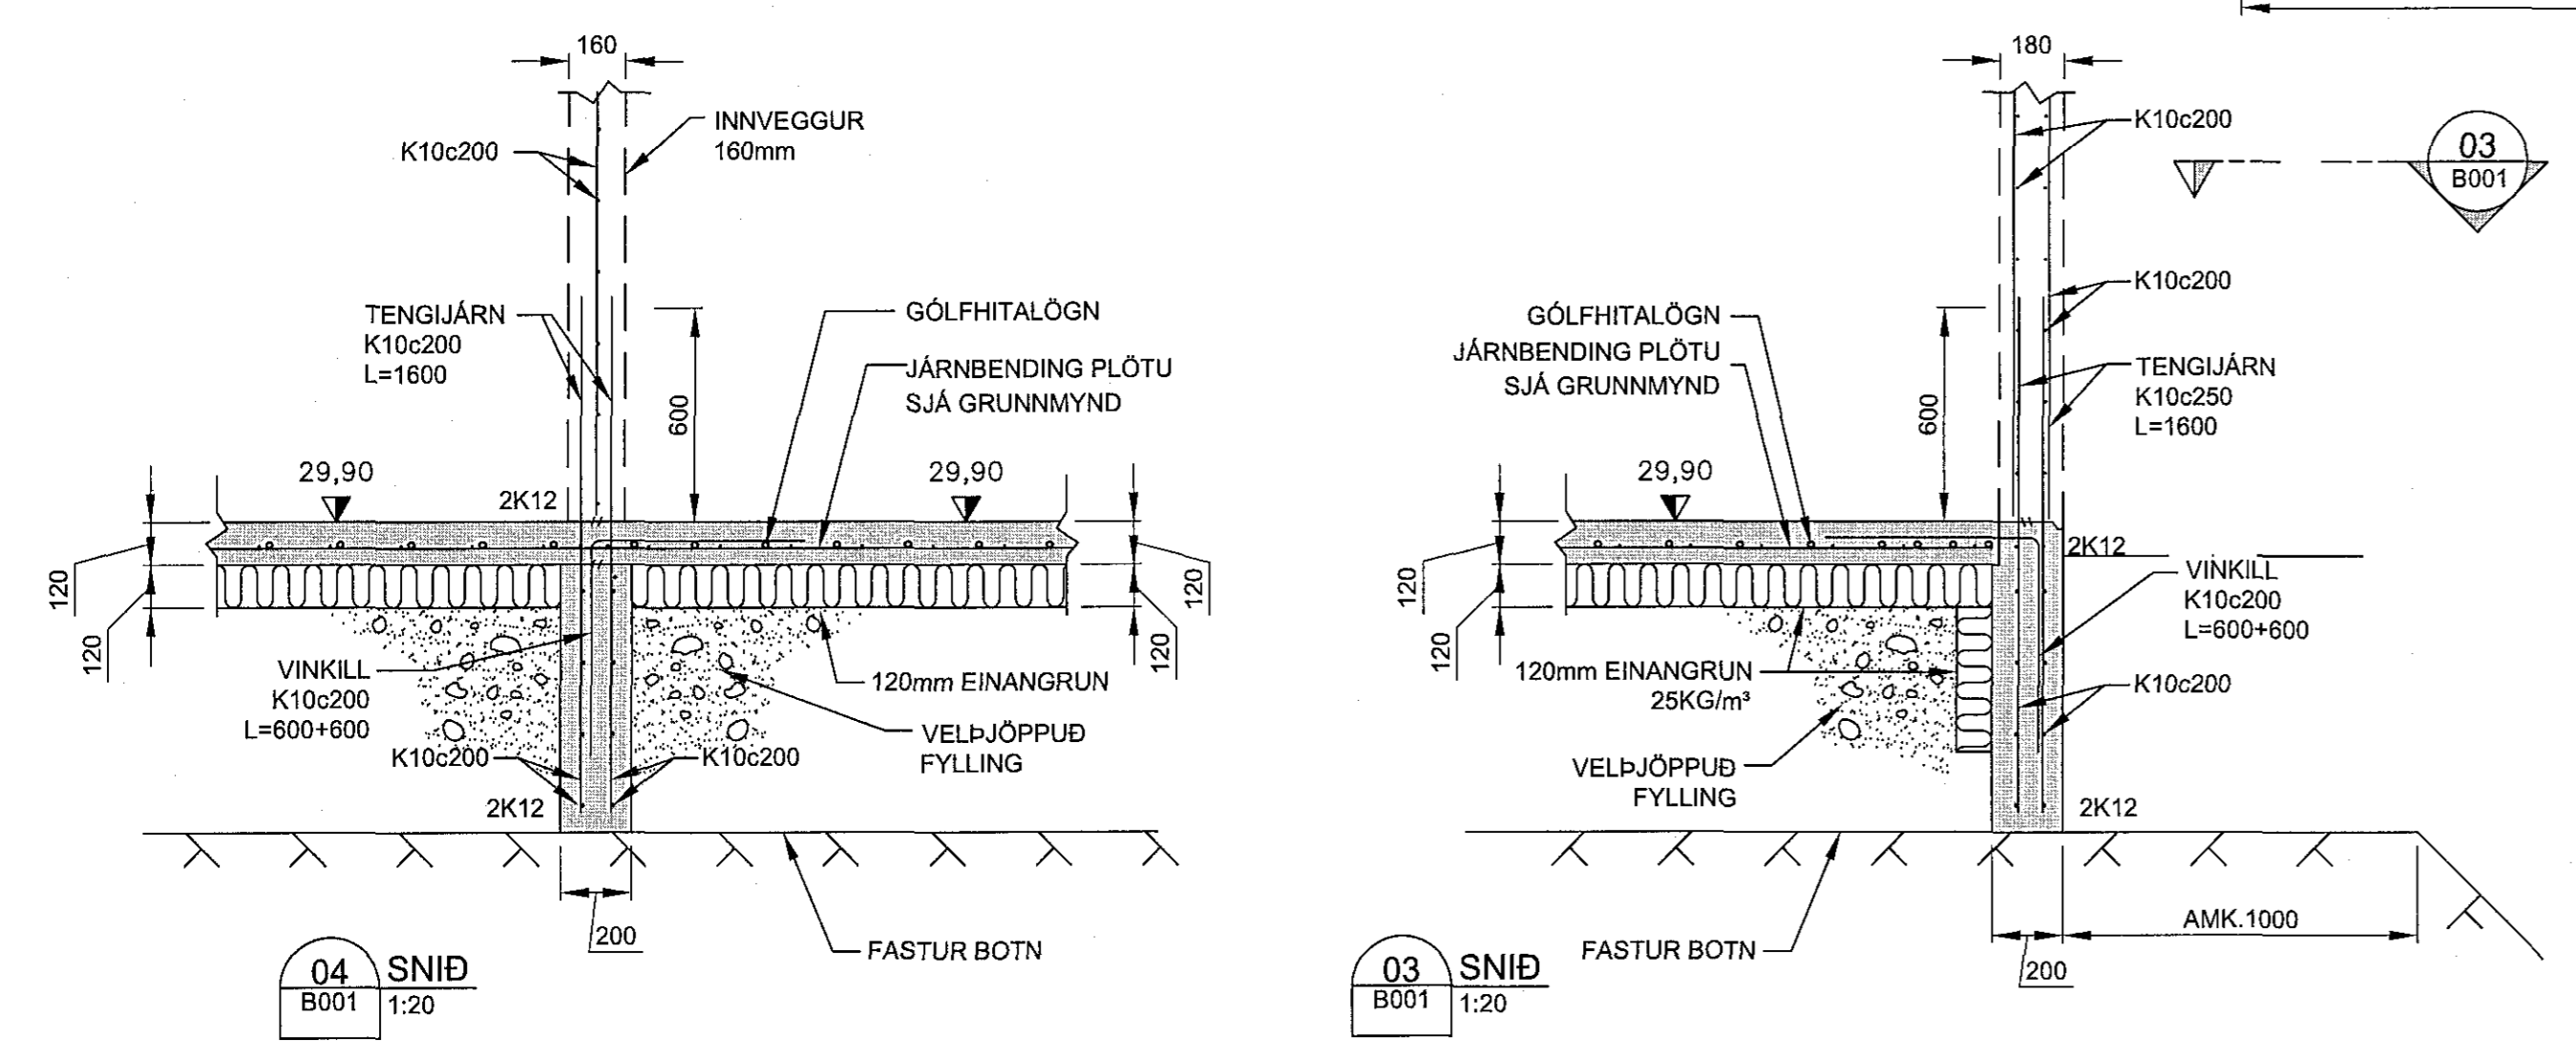 160
INNVEGGUR
160mm
K10c200
TENGIJÁRN
K10c200
L=1600
GÓLFHITALÖGN
JÁRNBENDING PLÖTU
SJÁ GRUNNMYND
600
29,90
2K12
29,90
120
120
120
120
VINKILL
K10c200
L=600+600
120mm EINANGRUN
VELÞJÖPPUÐ
FYLLING
K10c200
K10c200
2K12
200
FASTUR BOTN
04
B001
SNIÐ
1:20
180
K10c200
03
B001
K10c200
GÓLFHITALÖGN
JÁRNBENDING PLÖTU
SJÁ GRUNNMYND
600
TENGIJÁRN
K10c250
L=1600
29,90
2K12
120
120
VINKILL
K10c200
L=600+600
120mm EINANGRUN
25KG/m³
K10c200
VELÞJÖPPUÐ
FYLLING
2K12
AMK.1000
200
FASTUR BOTN
03
B001
SNIÐ
1:20